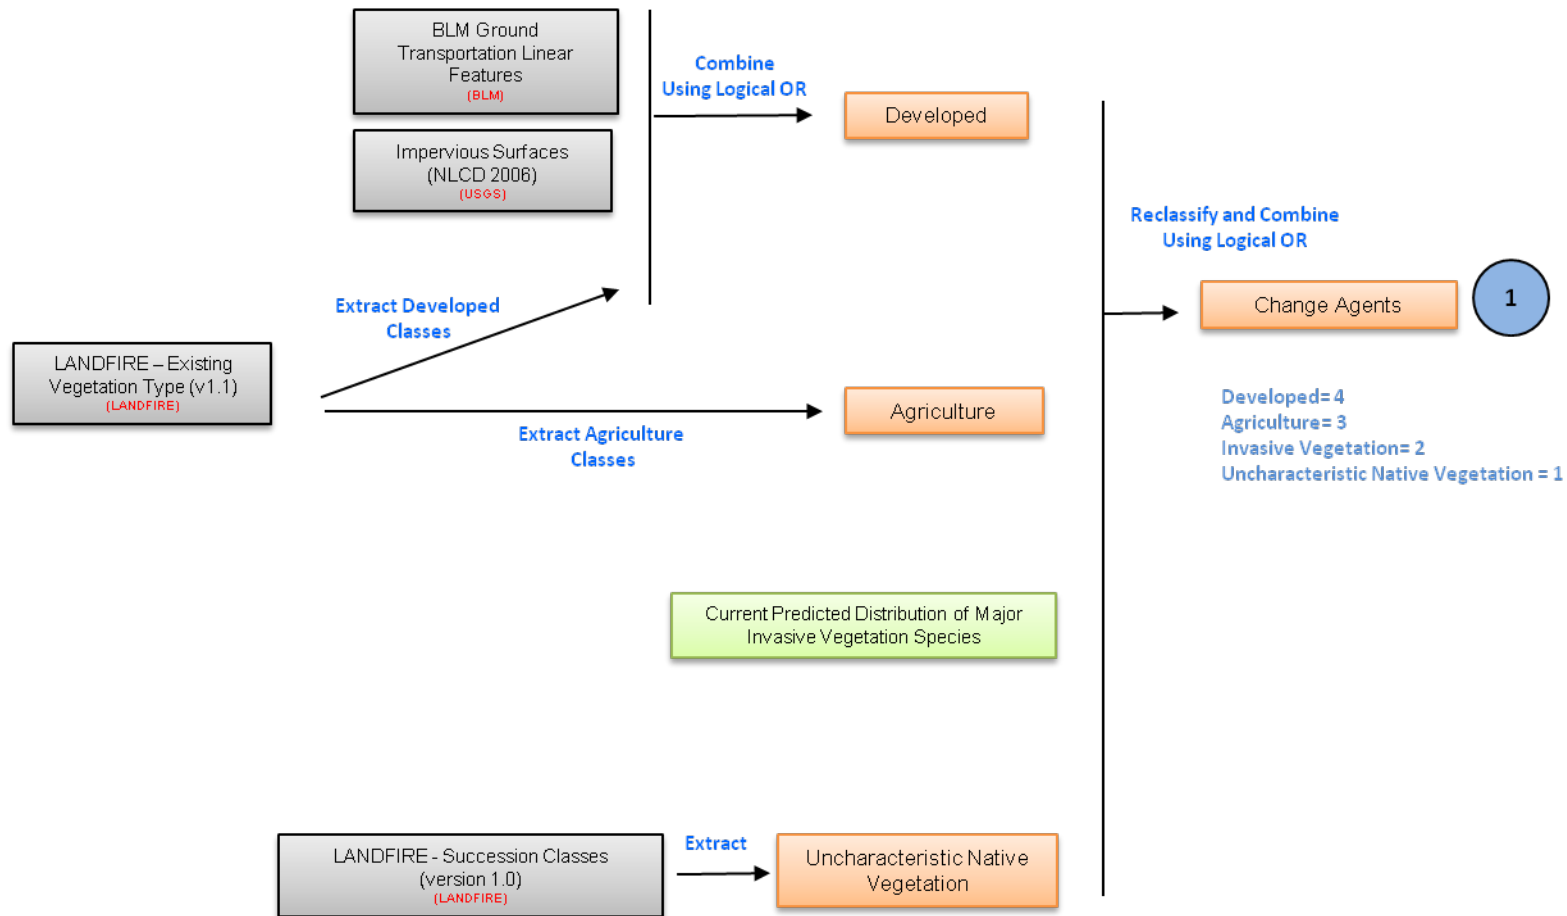 BLM Ground
Transportation Linear
Features
(BLM)
Combine
Using Logical OR
Developed
Impervious Surfaces
(NLCD 2006)
(USGS)
Reclassify and Combine
Using Logical OR
Extract Developed
Classes
Change Agents
1
LANDFIRE – Existing
Vegetation Type (v1.1)
(LANDFIRE)
Agriculture
Extract Agriculture
Classes
Developed= 4
Agriculture= 3
Invasive Vegetation= 2
Uncharacteristic Native Vegetation = 1
Current Predicted Distribution of Major
Invasive Vegetation Species
LANDFIRE - Succession Classes
(version 1.0)
(LANDFIRE)
Extract
Uncharacteristic Native
Vegetation